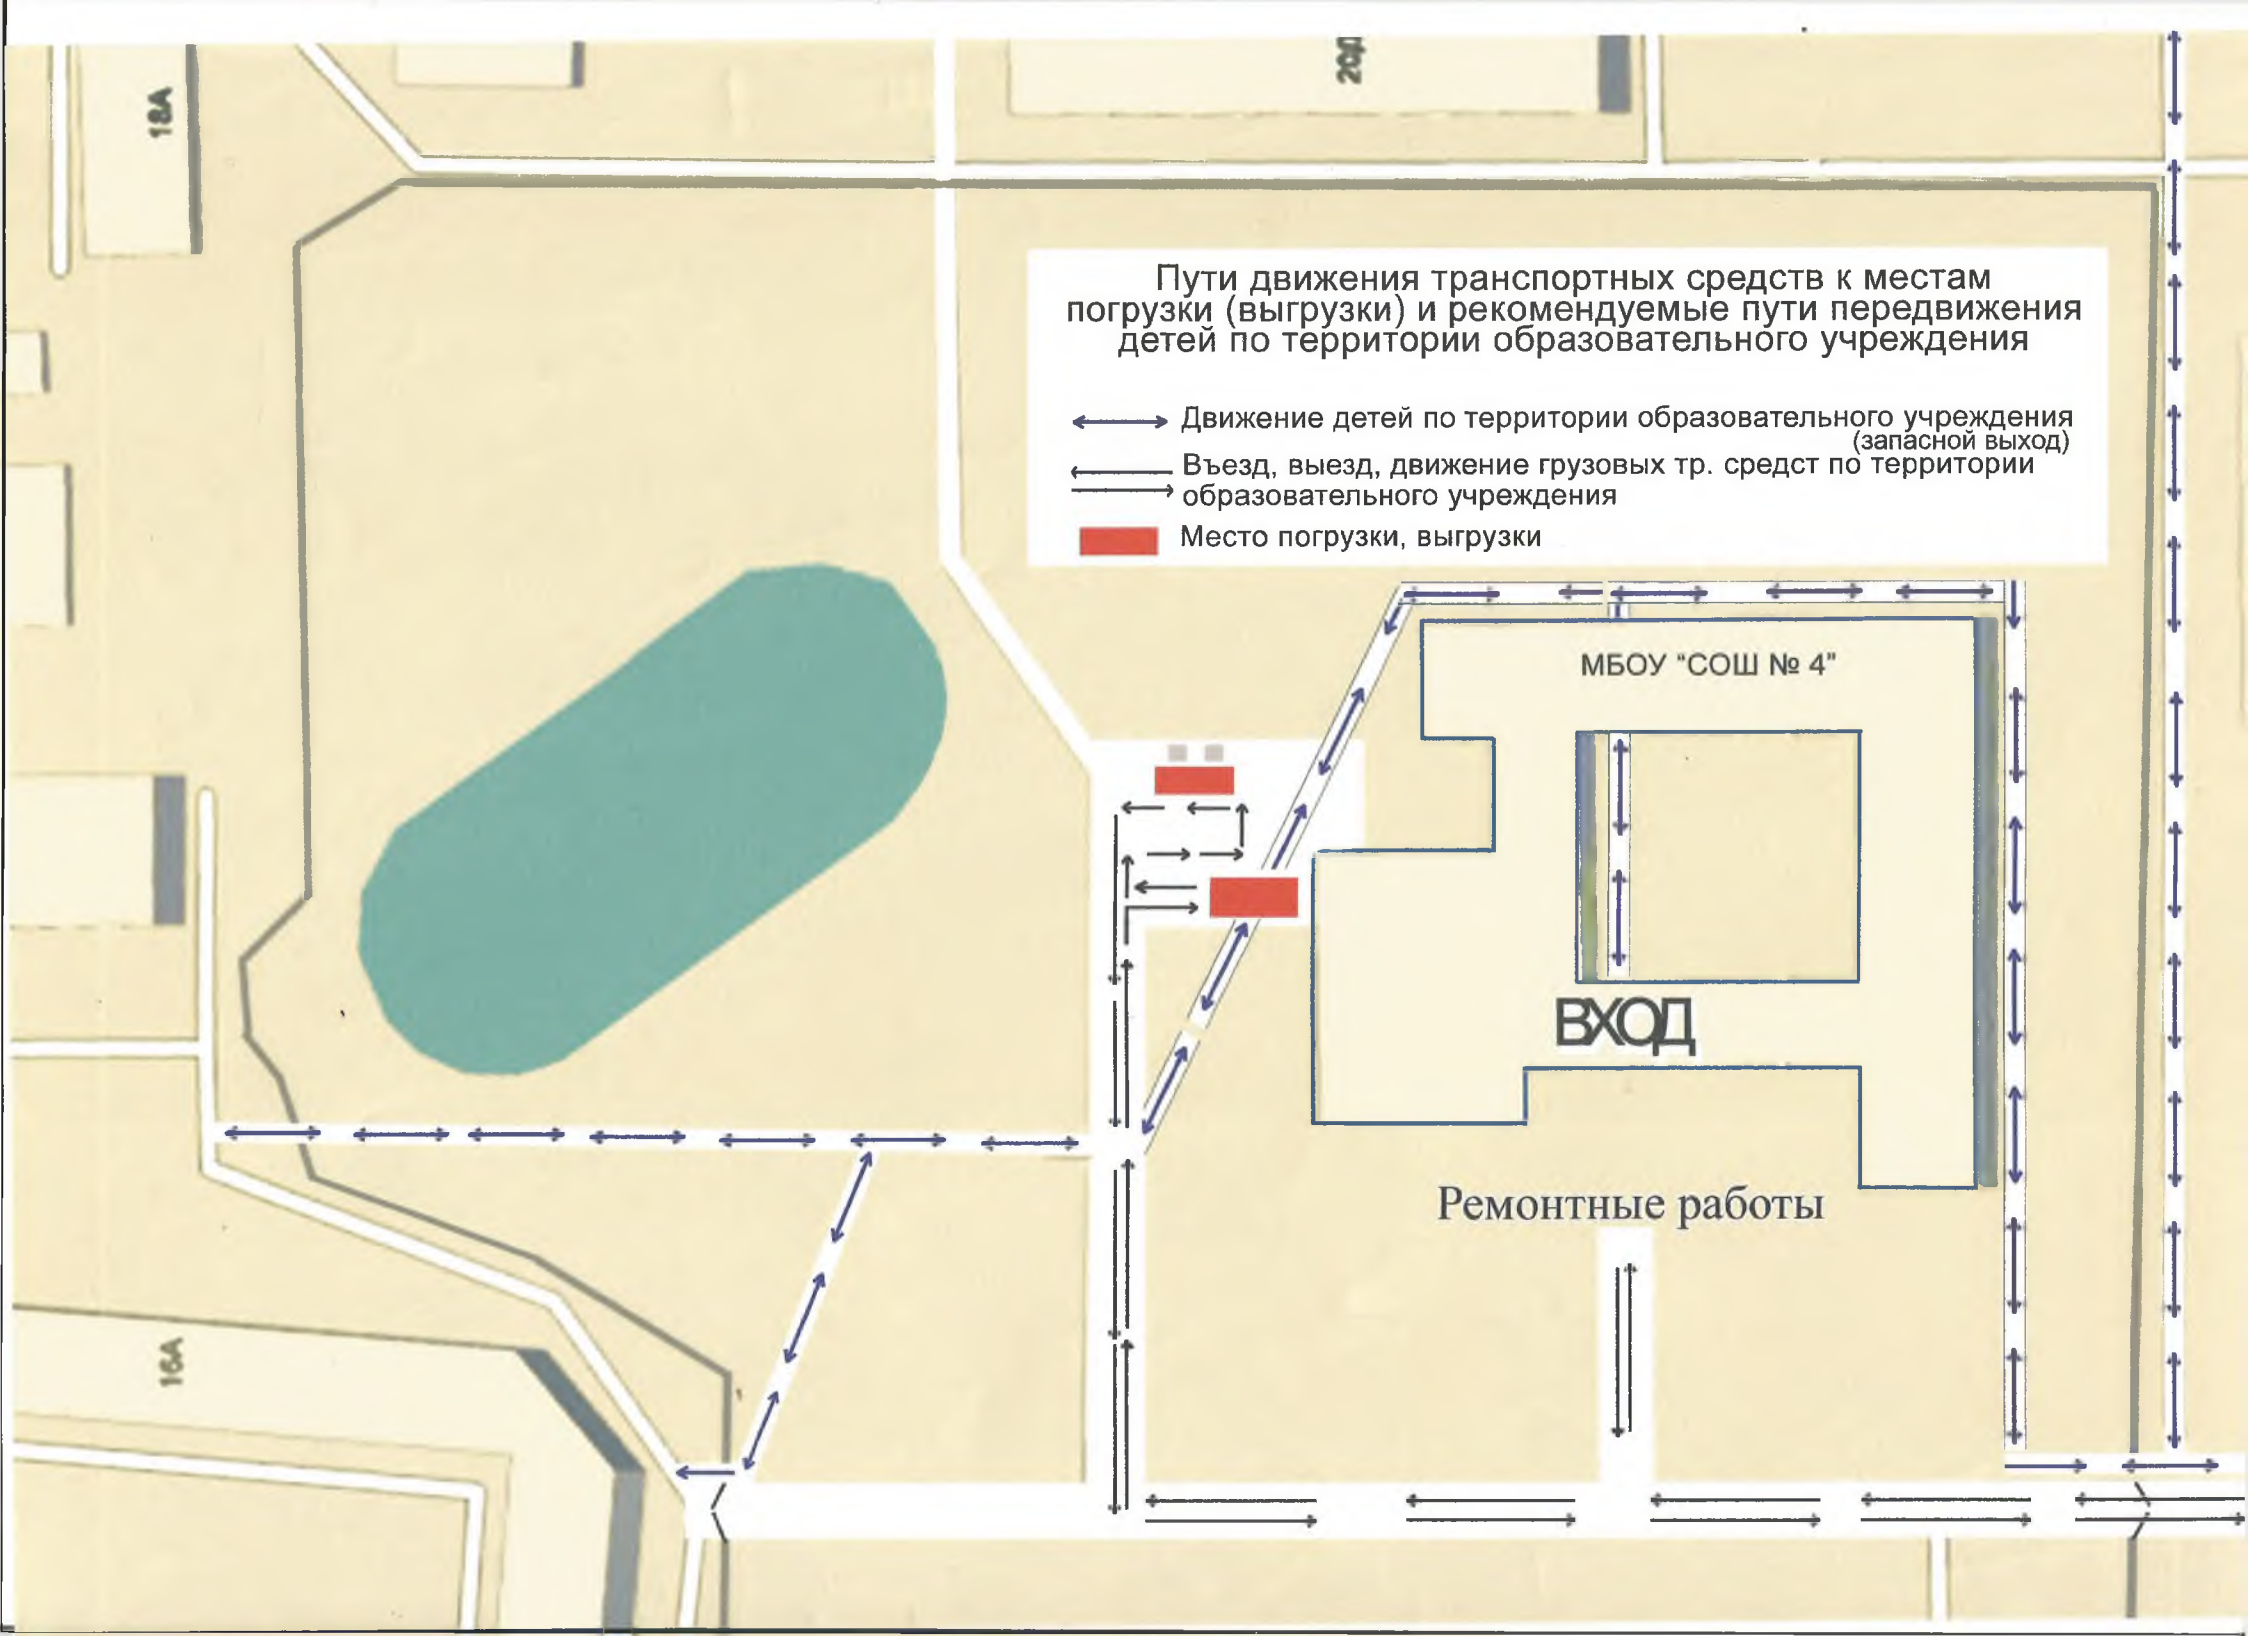 18А
20Д
Пути движения транспортных средств к местам
погрузки (выгрузки) и рекомендуемые пути передвижения
детей по территории образовательного учреждения
Движение детей по территории образовательного учреждения
(запасной выход)
Въезд, выезд, движение грузовых тр. средст по территории
образовательного учреждения
Место погрузки, выгрузки
МБОУ "СОШ № 4"
ВХОД
Ремонтные работы
16А